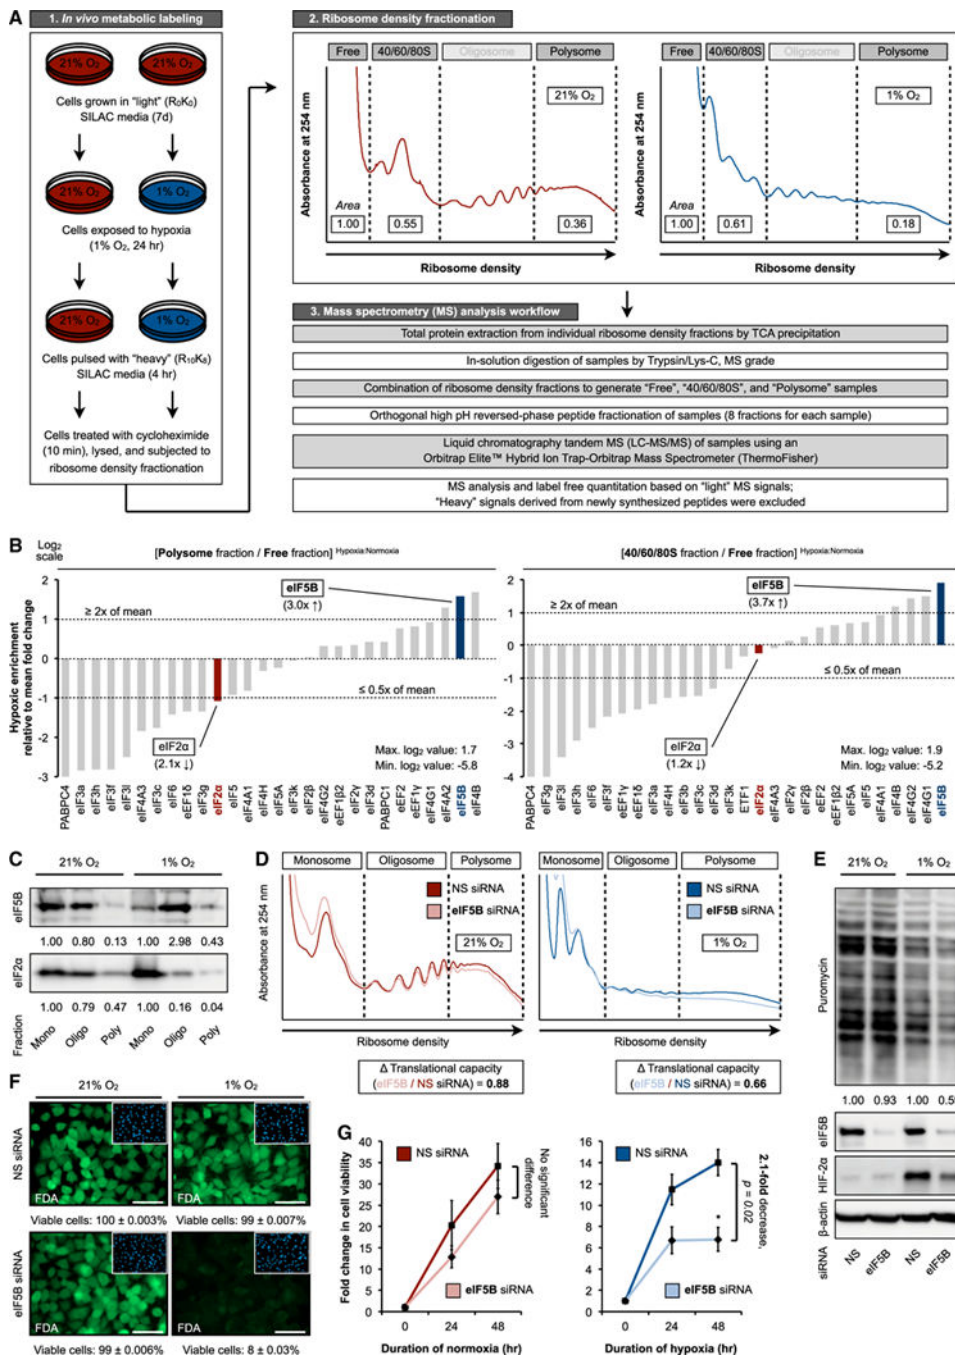 A
1. In vivo metabolic labeling
21% O₂ 21% O₂
Cells grown in "light" (R₀K₀)
SILAC media (7d)
21% O₂ 1% O₂
Cells exposed to hypoxia
(1% O₂, 24 hr)
21% O₂ 1% O₂
Cells pulsed with "heavy" (R₁₀K₈)
SILAC media (4 hr)
Cells treated with cycloheximide
(10 min), lysed, and subjected to
ribosome density fractionation
2. Ribosome density fractionation
Free 40/60/80S Oligosome Polysome
21% O₂
Absorbance at 254 nm
Area
1.00 0.55 0.36
Ribosome density
Free 40/60/80S Oligosome Polysome
1% O₂
Absorbance at 254 nm
Area
1.00 0.61 0.18
Ribosome density
3. Mass spectrometry (MS) analysis workflow
Total protein extraction from individual ribosome density fractions by TCA precipitation
In-solution digestion of samples by Trypsin/Lys-C, MS grade
Combination of ribosome density fractions to generate "Free", "40/60/80S", and "Polysome" samples
Orthogonal high pH reversed-phase peptide fractionation of samples (8 fractions for each sample)
Liquid chromatography tandem MS (LC-MS/MS) of samples using an
Orbitrap Elite™ Hybrid Ion Trap-Orbitrap Mass Spectrometer (ThermoFisher)
MS analysis and label free quantitation based on "light" MS signals;
"Heavy" signals derived from newly synthesized peptides were excluded
B
Log₂
scale
[Polysome fraction / Free fraction] Hypoxia:Normoxia
Hypoxic enrichment
relative to mean fold change
2
1
0
-1
-2
-3
eIF5B
(3.0x ↑)
≥ 2x of mean
≤ 0.5x of mean
eIF2α
(2.1x ↓)
Max. log₂ value: 1.7
Min. log₂ value: -5.8
PABPC4 eIF3a eIF3h eIF3f eIF3l eIF4A3 eIF3c eIF6 eEF1δ eIF3g eIF2α eIF5 eIF4A1 eIF4H eIF5A eIF3k eIF2β eIF4G2 eEF1β2 eIF2γ eIF3d PABPC1 eEF2 eEF1γ eIF4G1 eIF4A2 eIF5B eIF4B
[40/60/80S fraction / Free fraction] Hypoxia:Normoxia
2
1
0
-1
-2
-3
-4
eIF5B
(3.7x ↑)
≥ 2x of mean
≤ 0.5x of mean
eIF2α
(1.2x ↓)
Max. log₂ value: 1.9
Min. log₂ value: -5.2
PABPC4 eIF3g eIF3l eIF3h eIF6 eIF3f eEF1γ eEF1δ eIF3a eIF4H eIF3b eIF3c eIF3d eIF3k ETF1 eIF2α eIF4A3 eIF2γ eIF2β eEF2 eEF1β2 eIF5A eIF5 eIF4A1 eIF4B eIF4G2 eIF4G1 eIF5B
C
21% O₂ 1% O₂
eIF5B
1.00 0.80 0.13 1.00 2.98 0.43
eIF2α
1.00 0.79 0.47 1.00 0.16 0.04
Fraction Mono Oligo Poly Mono Oligo Poly
D
Monosome Oligosome Polysome
NS siRNA
eIF5B siRNA
21% O₂
Absorbance at 254 nm
Ribosome density
Δ Translational capacity
(eIF5B / NS siRNA) = 0.88
Monosome Oligosome Polysome
NS siRNA
eIF5B siRNA
1% O₂
Ribosome density
Δ Translational capacity
(eIF5B / NS siRNA) = 0.66
E
21% O₂ 1% O₂
Puromycin
1.00 0.93 1.00
eIF5B
HIF-2α
β-actin
siRNA NS eIF5B NS eIF5B
F
21% O₂ 1% O₂
NS siRNA
FDA FDA
Viable cells: 100 ± 0.003% Viable cells: 99 ± 0.007%
eIF5B siRNA
FDA FDA
Viable cells: 99 ± 0.006% Viable cells: 8 ± 0.03%
G
Fold change in cell viability
40
35
30
25
20
15
10
5
0
NS siRNA
No significant
difference
eIF5B siRNA
0 24 48
Duration of normoxia (hr)
16
14
12
10
8
6
4
2
0
NS siRNA
2.1-fold decrease,
p = 0.02
*
eIF5B siRNA
0 24 48
Duration of hypoxia (hr)